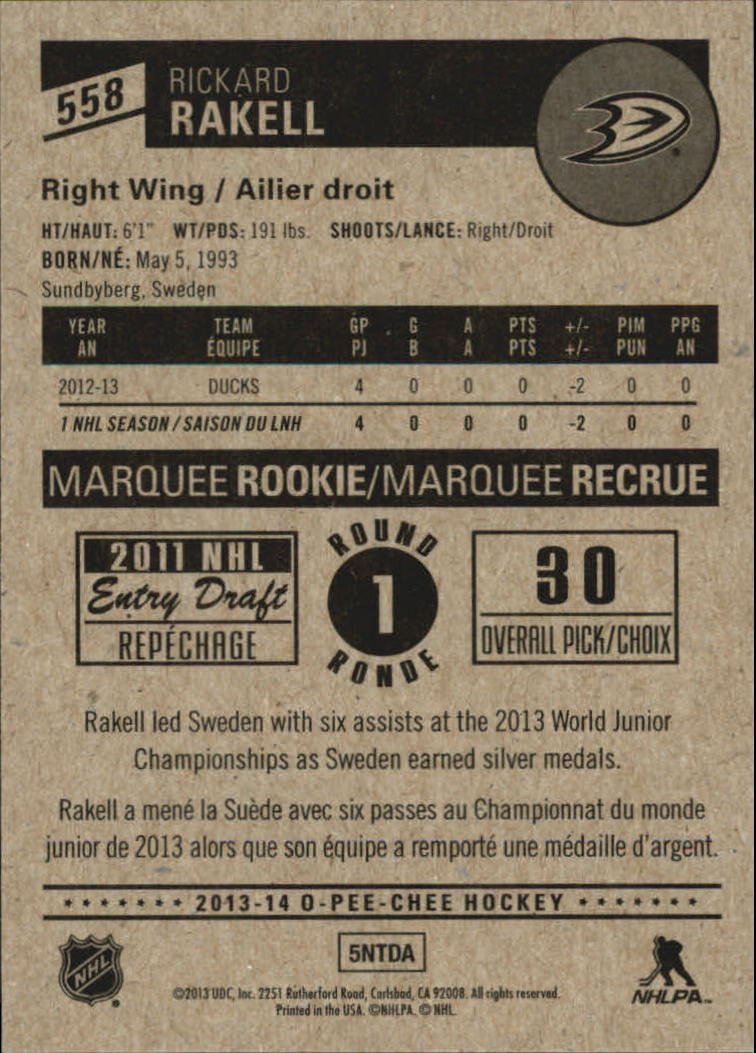 558
RICKARD
RAKELL
Right Wing / Ailier droit
HT/HAUT: 6'1" WT/PDS: 191 lbs. SHOOTS/LANCE: Right/Droit
BORN/NÉ: May 5, 1993
Sundbyberg, Sweden
YEAR TEAM GP G A PTS +/- PIM PPG
AN ÉQUIPE PJ B A PTS +/- PUN AN
2012-13 DUCKS 4 0 0 0 -2 0 0
1 NHL SEASON / SAISON DU LNH 4 0 0 0 -2 0 0
MARQUEE ROOKIE/MARQUEE RECRUE
2011 NHL
Entry Draft
REPÉCHAGE
ROUND
1
RONDE
30
OVERALL PICK/CHOIX
Rakell led Sweden with six assists at the 2013 World Junior
Championships as Sweden earned silver medals.
Rakell a mené la Suède avec six passes au Championnat du monde
junior de 2013 alors que son équipe a remporté une médaille d'argent.
2013-14 O-PEE-CHEE HOCKEY
NHL
5NTDA
NHLPA™
©2013 UDC, Inc. 2251 Rutherford Road, Carlsbad, CA 92008. All rights reserved.
Printed in the USA. ©NHLPA. © NHL.